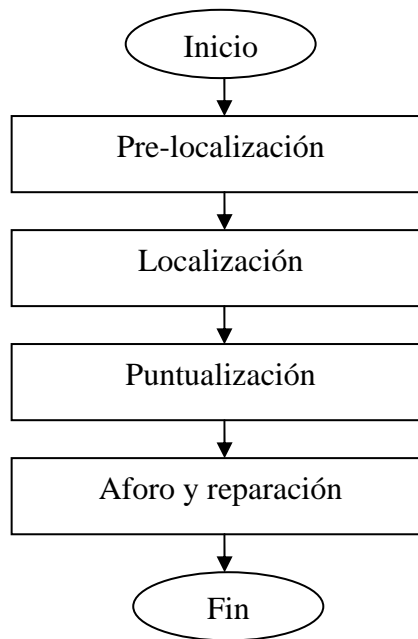 Inicio
Pre-localización
Localización
Puntualización
Aforo y reparación
Fin